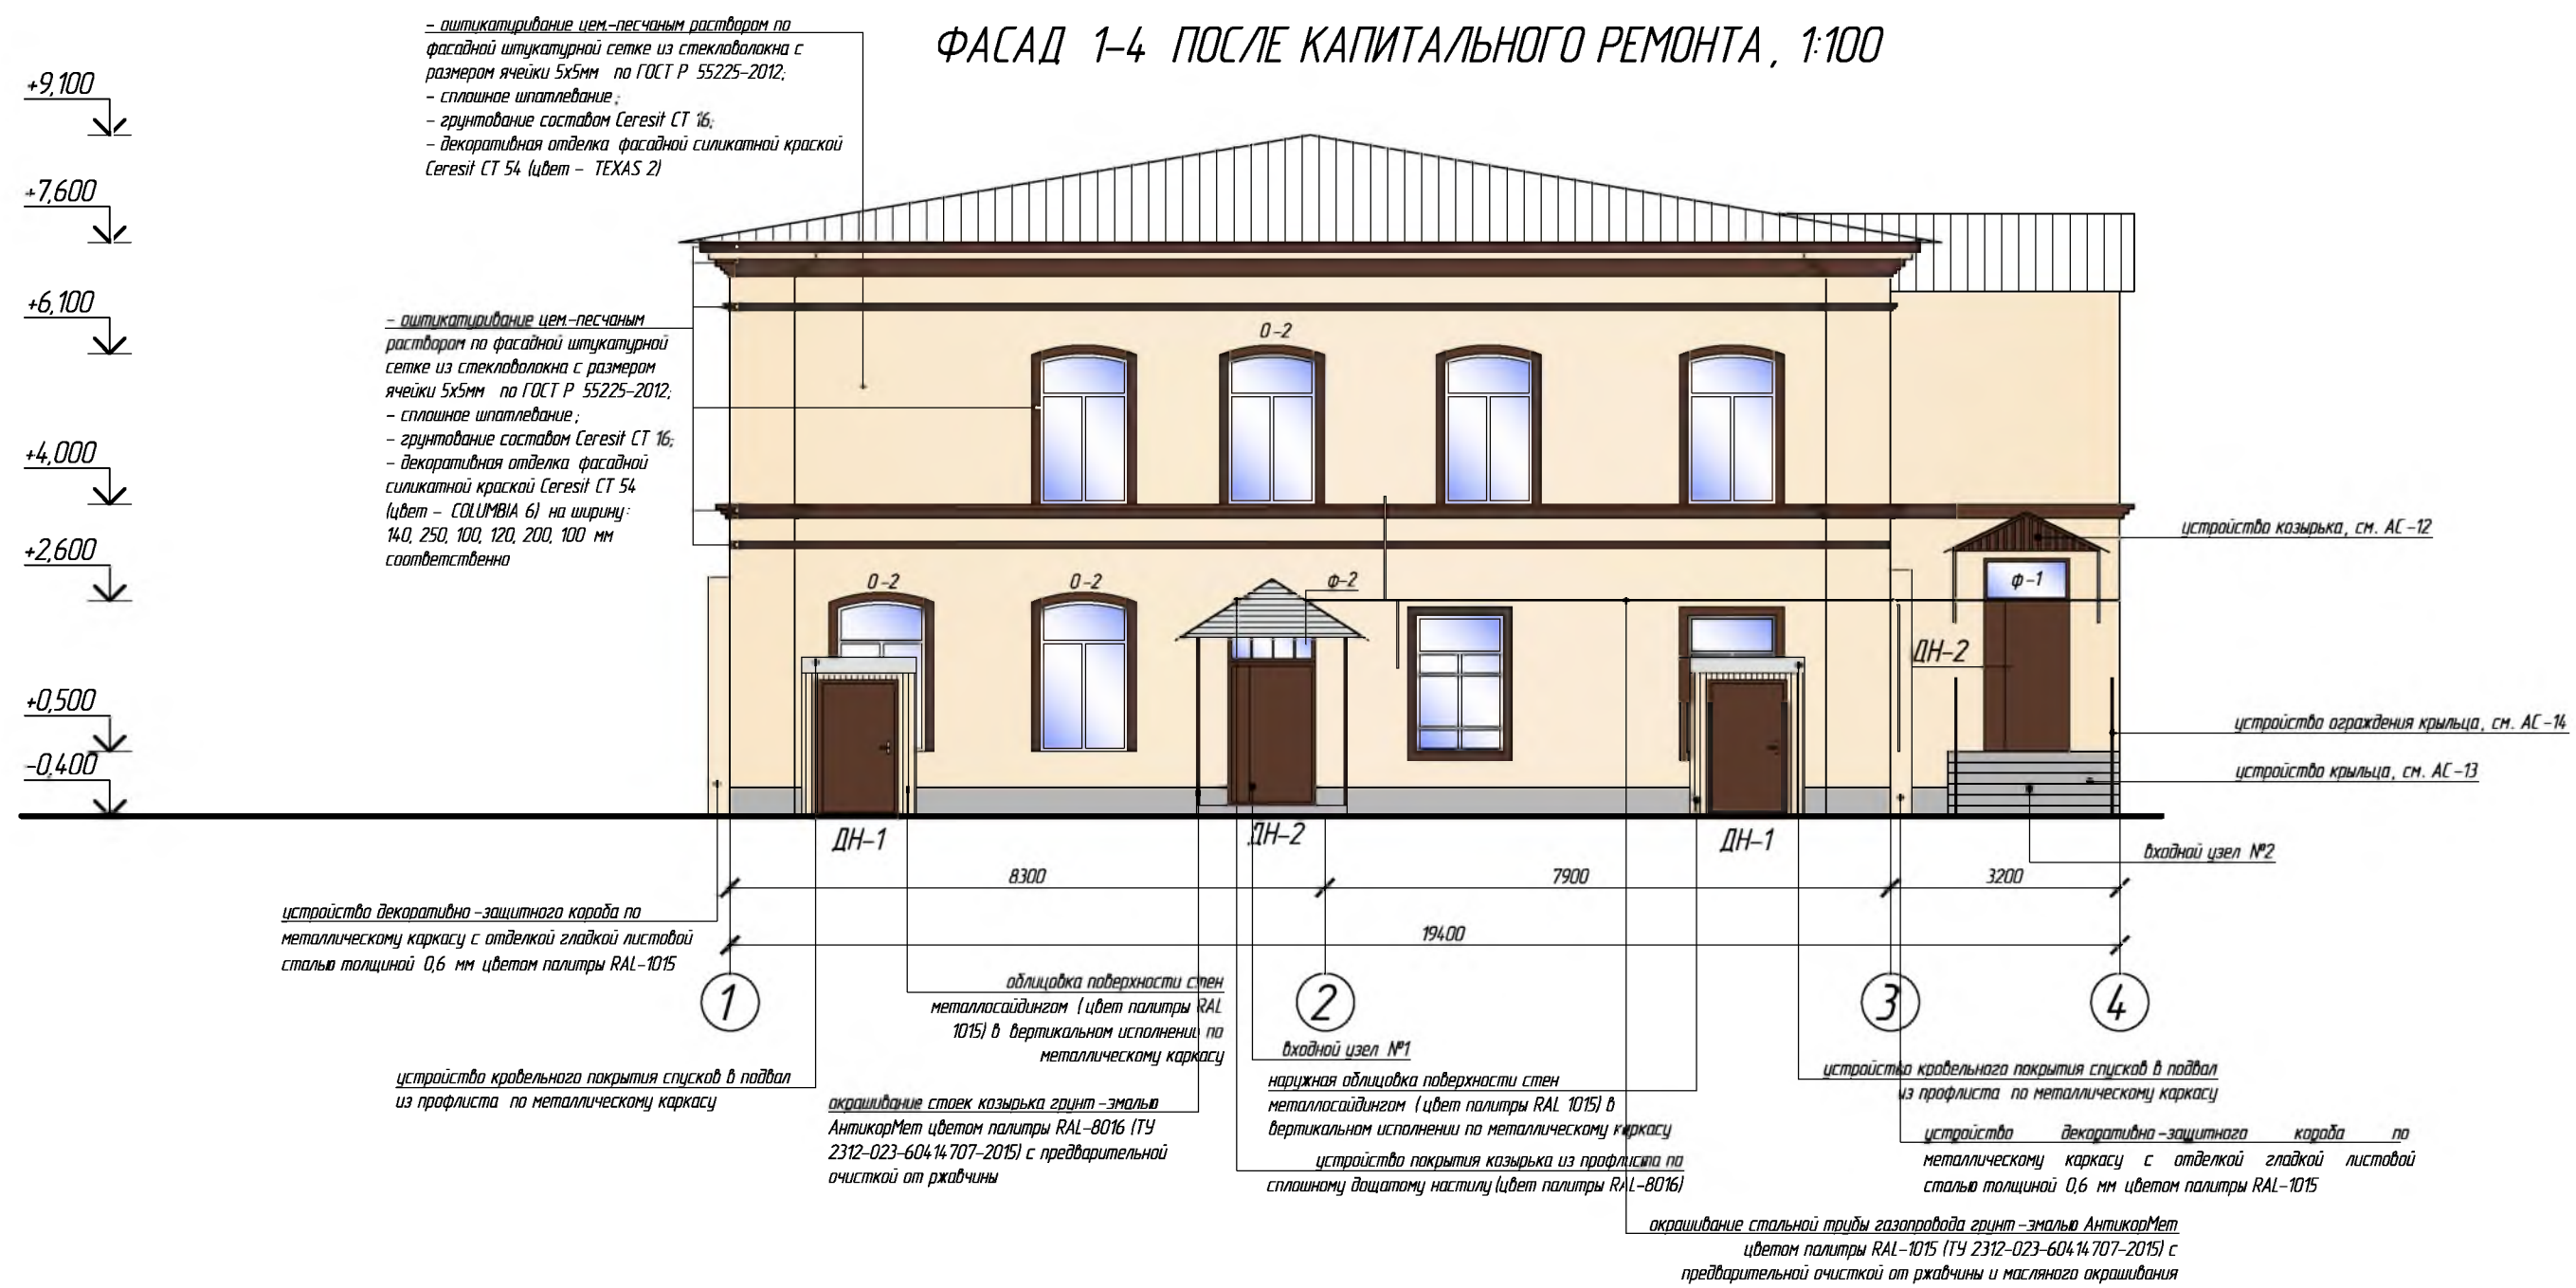 ФАСАД 1-4 ПОСЛЕ КАПИТАЛЬНОГО РЕМОНТА, 1:100
- оштукатуривание цем.-песчаным раствором по
фасадной штукатурной сетке из стекловолокна с
размером ячейки 5х5мм по ГОСТ Р 55225-2012;
- сплошное шпатлевание;
- грунтование составом Ceresit CT 16;
- декоративная отделка фасадной силикатной краской
Ceresit CT 54 (цвет - TEXAS 2)
+9,100
+7,600
+6,100
+4,000
+2,600
+0,500
-0,400
- оштукатуривание цем.-песчаным
раствором по фасадной штукатурной
сетке из стекловолокна с размером
ячейки 5х5мм по ГОСТ Р 55225-2012;
- сплошное шпатлевание;
- грунтование составом Ceresit CT 16;
- декоративная отделка фасадной
силикатной краской Ceresit CT 54
(цвет - COLUMBIA 6) на ширину:
140, 250, 100, 120, 200, 100 мм
соответственно
О-2
О-2
О-2
Ф-2
Ф-1
ДН-2
устройство козырька, см. АС-12
устройство ограждения крыльца, см. АС-14
устройство крыльца, см. АС-13
входной узел №2
ДН-1
ДН-2
ДН-1
8300
7900
3200
19400
1
2
3
4
устройство декоративно-защитного короба по
металлическому каркасу с отделкой гладкой листовой
сталью толщиной 0,6 мм цветом палитры RAL-1015
облицовка поверхности стен
металлосайдингом (цвет палитры RAL
1015) в вертикальном исполнении по
металлическому каркасу
устройство кровельного покрытия спусков в подвал
из профлиста по металлическому каркасу
окрашивание стоек козырька грунт-эмалью
АнтикорМет цветом палитры RAL-8016 (ТУ
2312-023-60414707-2015) с предварительной
очисткой от ржавчины
входной узел №1
наружная облицовка поверхности стен
металлосайдингом (цвет палитры RAL 1015) в
вертикальном исполнении по металлическому каркасу
устройство покрытия козырька из профлиста по
сплошному дощатому настилу (цвет палитры RAL-8016)
устройство кровельного покрытия спусков в подвал
из профлиста по металлическому каркасу
устройство декоративно-защитного короба по
металлическому каркасу с отделкой гладкой листовой
сталью толщиной 0,6 мм цветом палитры RAL-1015
окрашивание стальной трубы газопровода грунт-эмалью АнтикорМет
цветом палитры RAL-1015 (ТУ 2312-023-60414707-2015) с
предварительной очисткой от ржавчины и масляного окрашивания